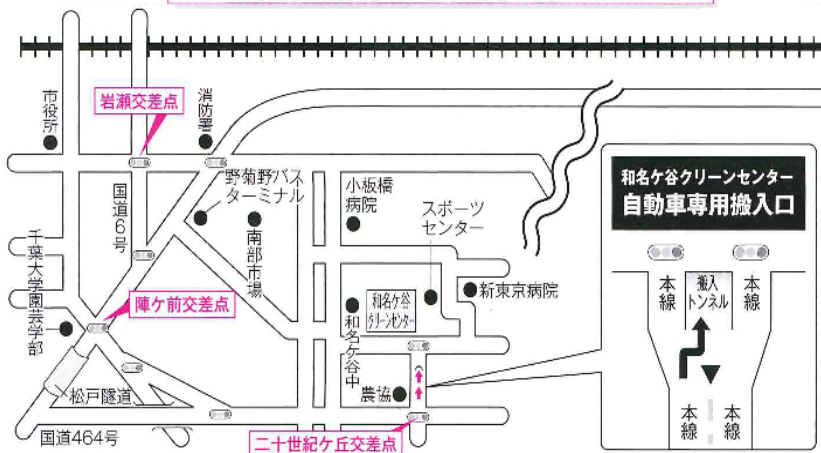 市役所
岩瀬交差点
消防署
国道6号
野菊野バス
ターミナル
南部市場
小板橋
病院
スポーツ
センター
新東京病院
和名ケ谷
クリーンセンター
和名ケ谷中
千葉大学園芸学部
陣ケ前交差点
松戸隧道
国道464号
農協
二十世紀ケ丘交差点
和名ケ谷クリーンセンター
自動車専用搬入口
本線
搬入
トンネル
本線
本線
本線